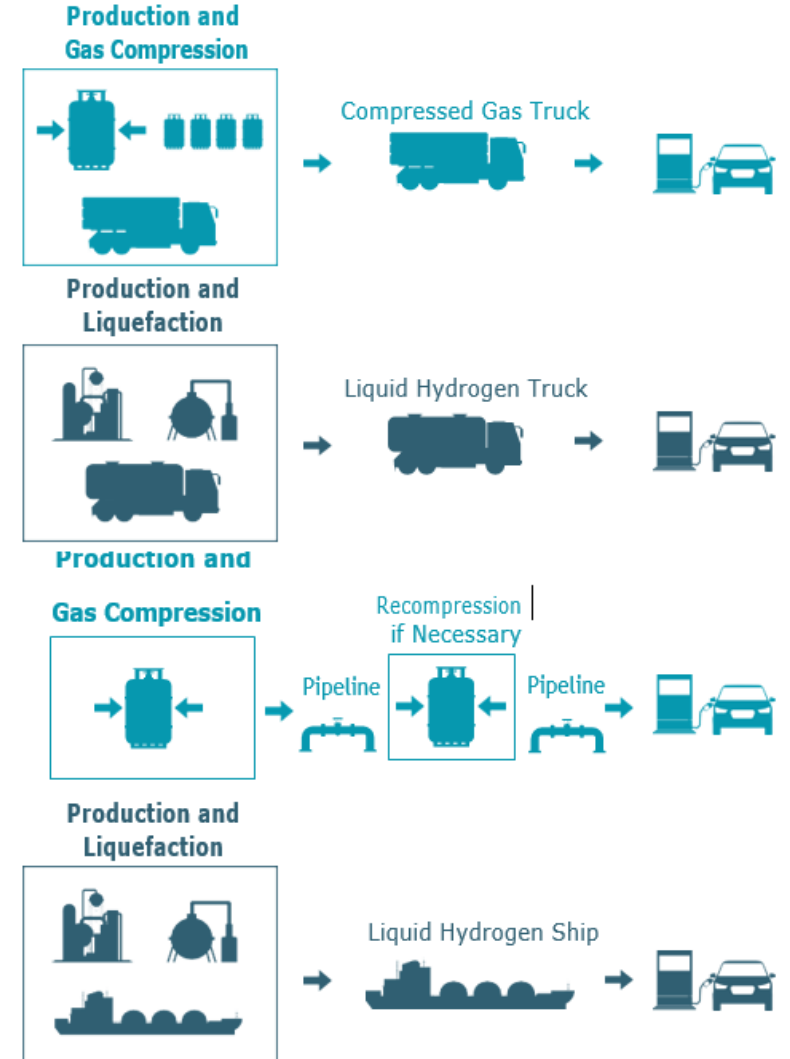 Production and
Gas Compression
Compressed Gas Truck
Production and
Liquefaction
Liquid Hydrogen Truck
Production and
Gas Compression
Recompression
if Necessary
Pipeline
Pipeline
Production and
Liquefaction
Liquid Hydrogen Ship